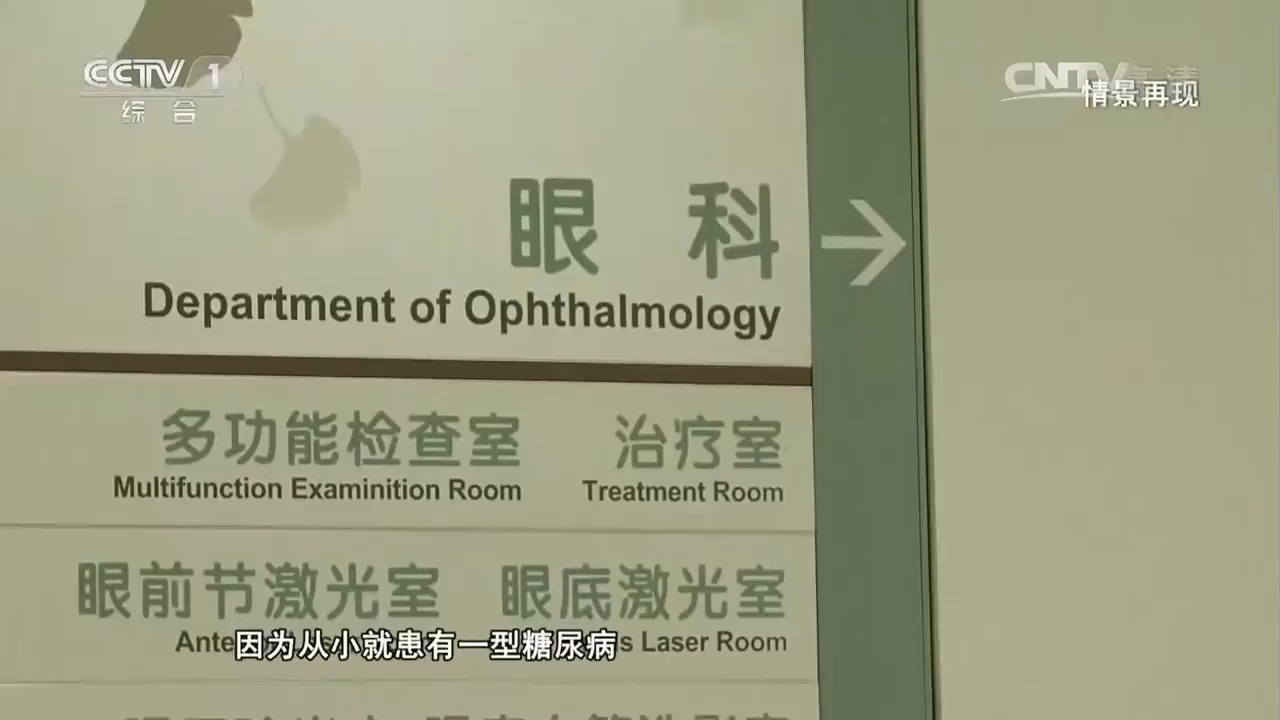 CCTV 1
综合
CNTV 高清
情景再现
眼科
Department of Ophthalmology
多功能检查室 治疗室
Multifunction Examinition Room Treatment Room
眼前节激光室 眼底激光室
Laser Room
因为从小就患有一型糖尿病